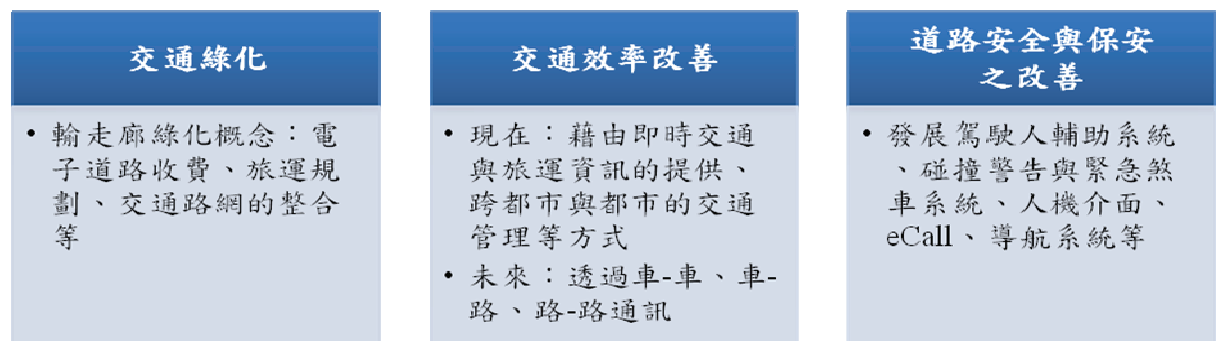 交通綠化
• 輸走廊綠化概念：電
子道路收費、旅運規
劃、交通路網的整合
等
交通效率改善
• 現在：藉由即時交通
與旅運資訊的提供、
跨都市與都市的交通
管理等方式
• 未來：透過車-車、車-
路、路-路通訊
道路安全與保安
之改善
• 發展駕駛人輔助系統
、碰撞警告與緊急煞
車系統、人機介面、
eCall、導航系統等